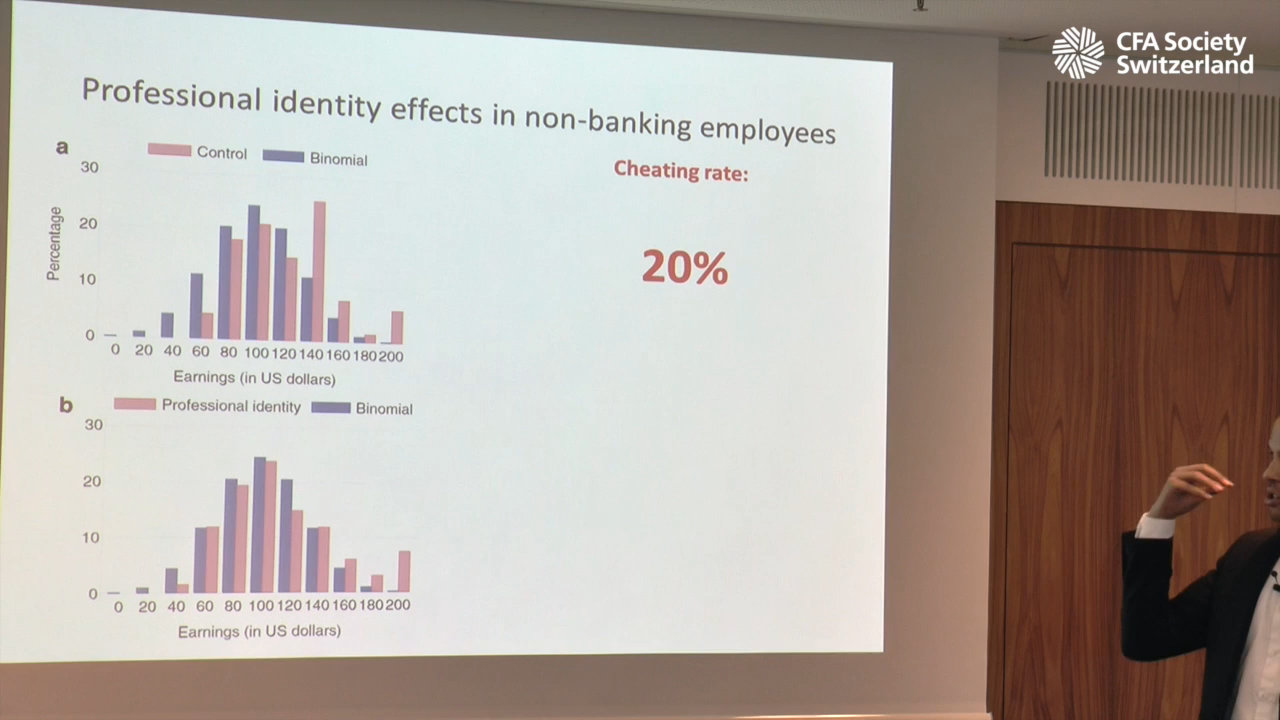 CFA Society
Switzerland
Professional identity effects in non-banking employees
a
Control
Binomial
Cheating rate:
20%
Percentage
30
20
10
0
0 20 40 60 80 100 120 140 160 180 200
Earnings (in US dollars)
b
Professional identity
Binomial
30
20
10
0
0 20 40 60 80 100 120 140 160 180 200
Earnings (in US dollars)